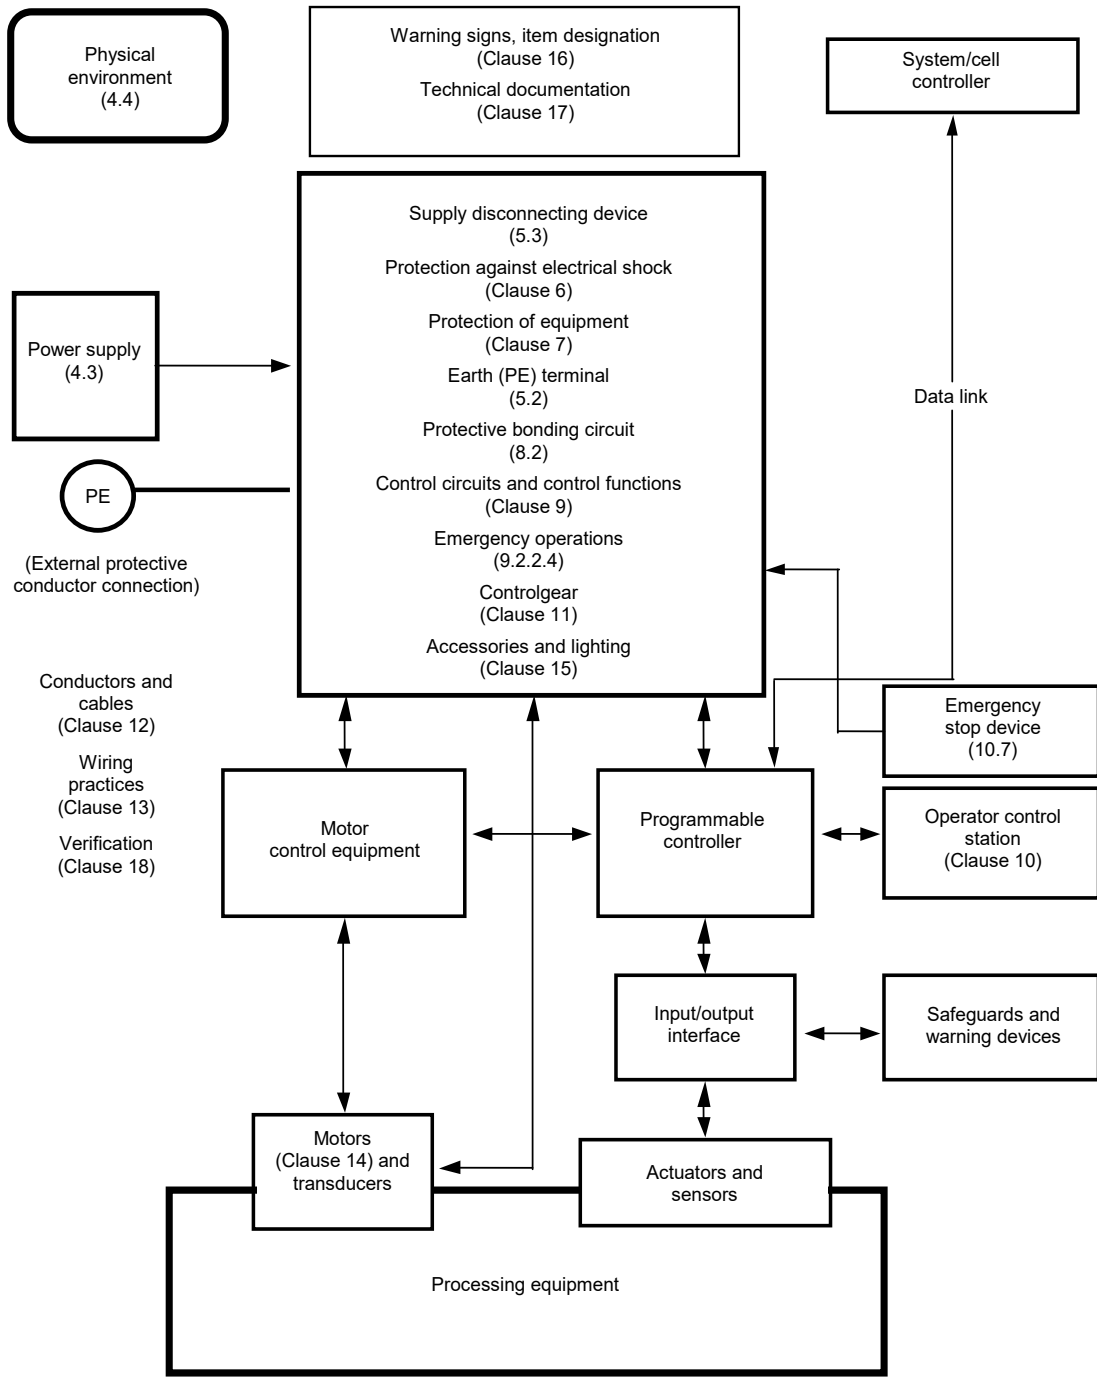 Physical
environment
(4.4)
Warning signs, item designation
(Clause 16)
Technical documentation
(Clause 17)
System/cell
controller
Supply disconnecting device
(5.3)
Protection against electrical shock
(Clause 6)
Protection of equipment
(Clause 7)
Earth (PE) terminal
(5.2)
Protective bonding circuit
(8.2)
Control circuits and control functions
(Clause 9)
Emergency operations
(9.2.2.4)
Controlgear
(Clause 11)
Accessories and lighting
(Clause 15)
Power supply
(4.3)
PE
(External protective
conductor connection)
Data link
Conductors and
cables
(Clause 12)
Wiring
practices
(Clause 13)
Verification
(Clause 18)
Emergency
stop device
(10.7)
Motor
control equipment
Programmable
controller
Operator control
station
(Clause 10)
Input/output
interface
Safeguards and
warning devices
Motors
(Clause 14) and
transducers
Actuators and
sensors
Processing equipment